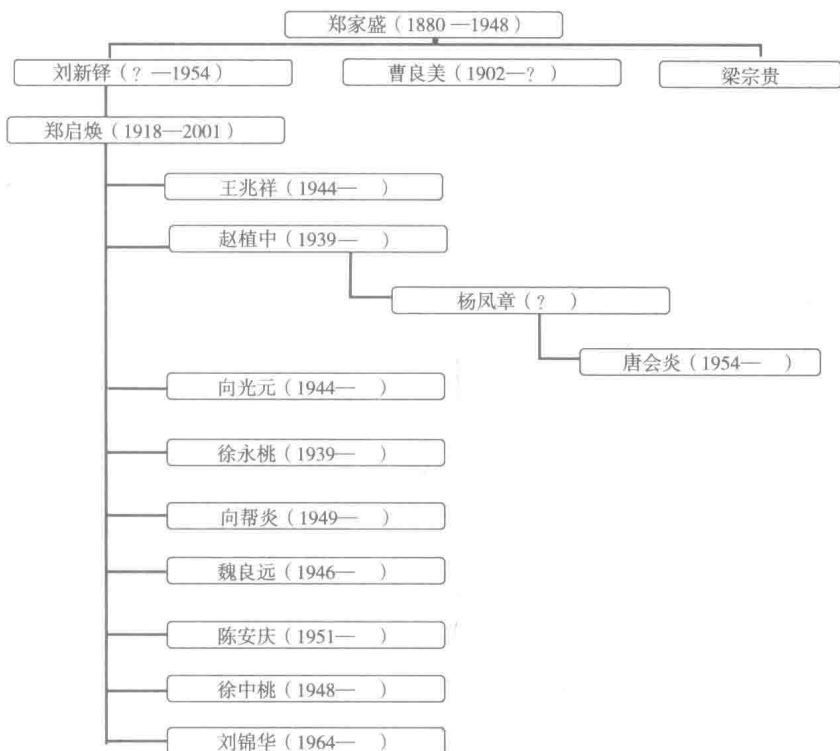 郑家盛（1880—1948）
刘新铎（?—1954） 曹良美（1902—?） 梁宗贵
郑启焕（1918—2001）
王兆祥（1944— ）
赵植中（1939— ）
杨凤章（? ）
唐会炎（1954— ）
向光元（1944— ）
徐永桃（1939— ）
向帮炎（1949— ）
魏良远（1946— ）
陈安庆（1951— ）
徐中桃（1948— ）
刘锦华（1964— ）